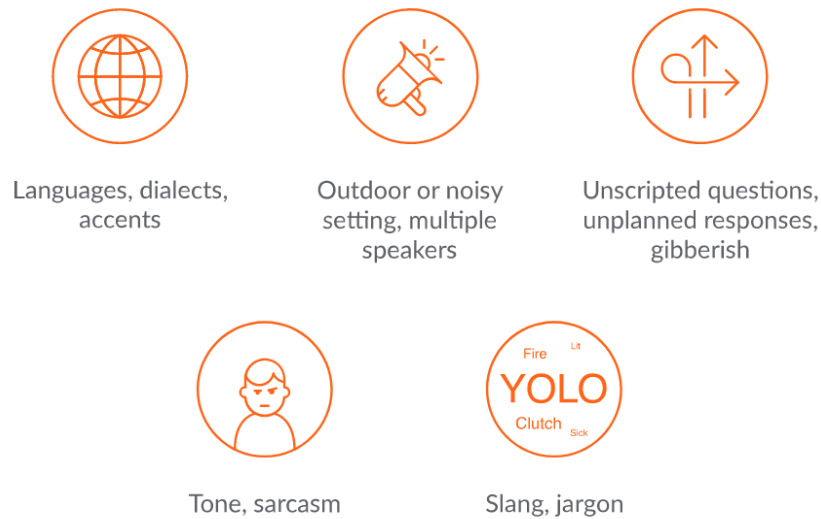 Languages, dialects,
accents
Outdoor or noisy
setting, multiple
speakers
Unscripted questions,
unplanned responses,
gibberish
Fire
Lit
YOLO
Clutch
Sick
Tone, sarcasm
Slang, jargon